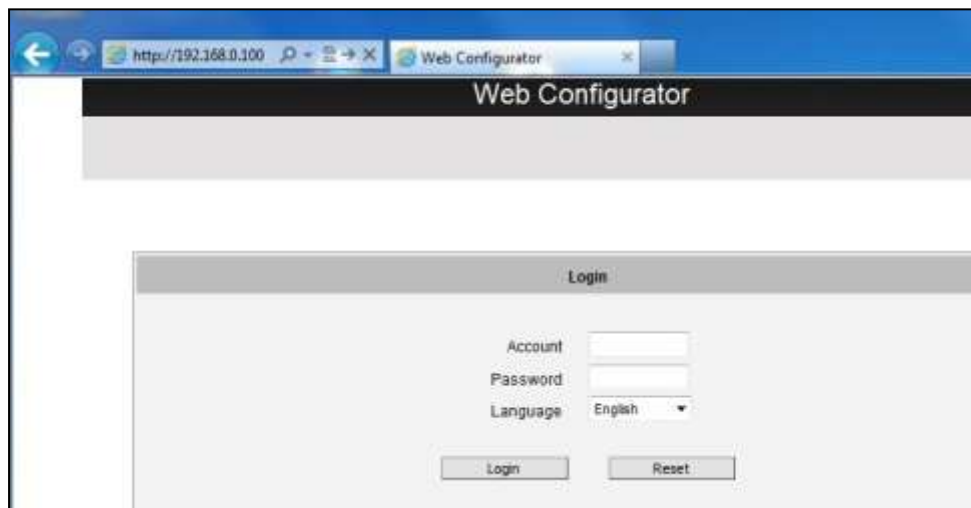 http://192.168.0.100 Web Configurator
Web Configurator
Login
Account
Password
Language English
Login Reset